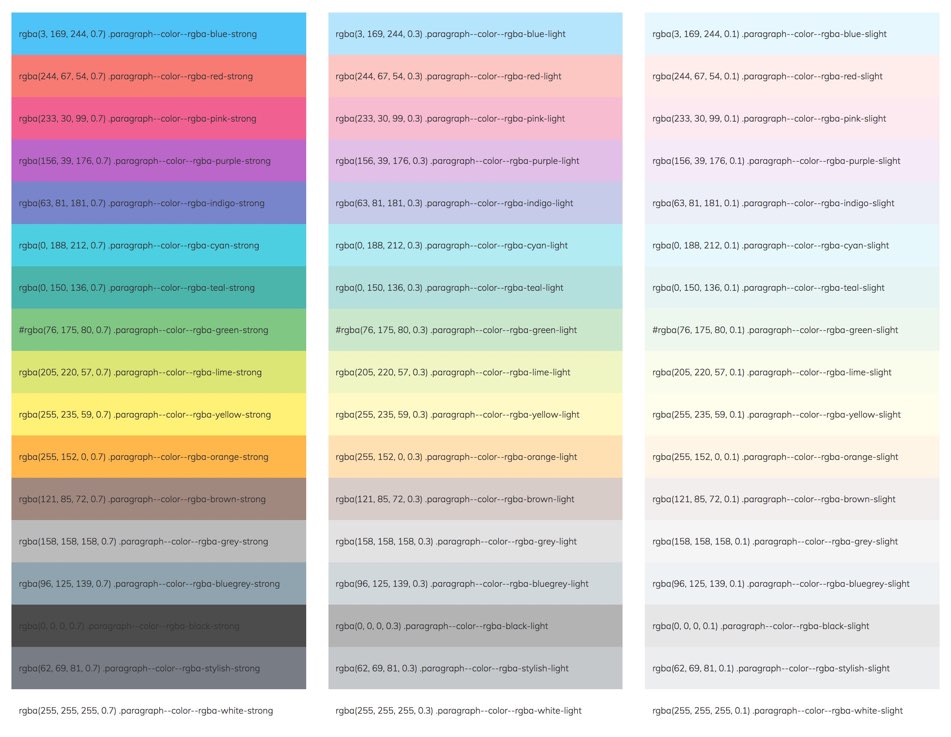 rgba(3, 169, 244, 0.7) .paragraph--color--rgba-blue-strong
rgba(244, 67, 54, 0.7) .paragraph--color--rgba-red-strong
rgba(233, 30, 99, 0.7) .paragraph--color--rgba-pink-strong
rgba(156, 39, 176, 0.7) .paragraph--color--rgba-purple-strong
rgba(63, 81, 181, 0.7) .paragraph--color--rgba-indigo-strong
rgba(0, 188, 212, 0.7) .paragraph--color--rgba-cyan-strong
rgba(0, 150, 136, 0.7) .paragraph--color--rgba-teal-strong
#rgba(76, 175, 80, 0.7) .paragraph--color--rgba-green-strong
rgba(205, 220, 57, 0.7) .paragraph--color--rgba-lime-strong
rgba(255, 235, 59, 0.7) .paragraph--color--rgba-yellow-strong
rgba(255, 152, 0, 0.7) .paragraph--color--rgba-orange-strong
rgba(121, 85, 72, 0.7) .paragraph--color--rgba-brown-strong
rgba(158, 158, 158, 0.7) .paragraph--color--rgba-grey-strong
rgba(96, 125, 139, 0.7) .paragraph--color--rgba-bluegrey-strong
rgba(0, 0, 0, 0.7) .paragraph--color--rgba-black-strong
rgba(62, 69, 81, 0.7) .paragraph--color--rgba-stylish-strong
rgba(255, 255, 255, 0.7) .paragraph--color--rgba-white-strong
rgba(3, 169, 244, 0.3) .paragraph--color--rgba-blue-light
rgba(244, 67, 54, 0.3) .paragraph--color--rgba-red-light
rgba(233, 30, 99, 0.3) .paragraph--color--rgba-pink-light
rgba(156, 39, 176, 0.3) .paragraph--color--rgba-purple-light
rgba(63, 81, 181, 0.3) .paragraph--color--rgba-indigo-light
rgba(0, 188, 212, 0.3) .paragraph--color--rgba-cyan-light
rgba(0, 150, 136, 0.3) .paragraph--color--rgba-teal-light
#rgba(76, 175, 80, 0.3) .paragraph--color--rgba-green-light
rgba(205, 220, 57, 0.3) .paragraph--color--rgba-lime-light
rgba(255, 235, 59, 0.3) .paragraph--color--rgba-yellow-light
rgba(255, 152, 0, 0.3) .paragraph--color--rgba-orange-light
rgba(121, 85, 72, 0.3) .paragraph--color--rgba-brown-light
rgba(158, 158, 158, 0.3) .paragraph--color--rgba-grey-light
rgba(96, 125, 139, 0.3) .paragraph--color--rgba-bluegrey-light
rgba(0, 0, 0, 0.3) .paragraph--color--rgba-black-light
rgba(62, 69, 81, 0.3) .paragraph--color--rgba-stylish-light
rgba(255, 255, 255, 0.3) .paragraph--color--rgba-white-light
rgba(3, 169, 244, 0.1) .paragraph--color--rgba-blue-slight
rgba(244, 67, 54, 0.1) .paragraph--color--rgba-red-slight
rgba(233, 30, 99, 0.1) .paragraph--color--rgba-pink-slight
rgba(156, 39, 176, 0.1) .paragraph--color--rgba-purple-slight
rgba(63, 81, 181, 0.1) .paragraph--color--rgba-indigo-slight
rgba(0, 188, 212, 0.1) .paragraph--color--rgba-cyan-slight
rgba(0, 150, 136, 0.1) .paragraph--color--rgba-teal-slight
#rgba(76, 175, 80, 0.1) .paragraph--color--rgba-green-slight
rgba(205, 220, 57, 0.1) .paragraph--color--rgba-lime-slight
rgba(255, 235, 59, 0.1) .paragraph--color--rgba-yellow-slight
rgba(255, 152, 0, 0.1) .paragraph--color--rgba-orange-slight
rgba(121, 85, 72, 0.1) .paragraph--color--rgba-brown-slight
rgba(158, 158, 158, 0.1) .paragraph--color--rgba-grey-slight
rgba(96, 125, 139, 0.1) .paragraph--color--rgba-bluegrey-slight
rgba(0, 0, 0, 0.1) .paragraph--color--rgba-black-slight
rgba(62, 69, 81, 0.1) .paragraph--color--rgba-stylish-slight
rgba(255, 255, 255, 0.1) .paragraph--color--rgba-white-slight